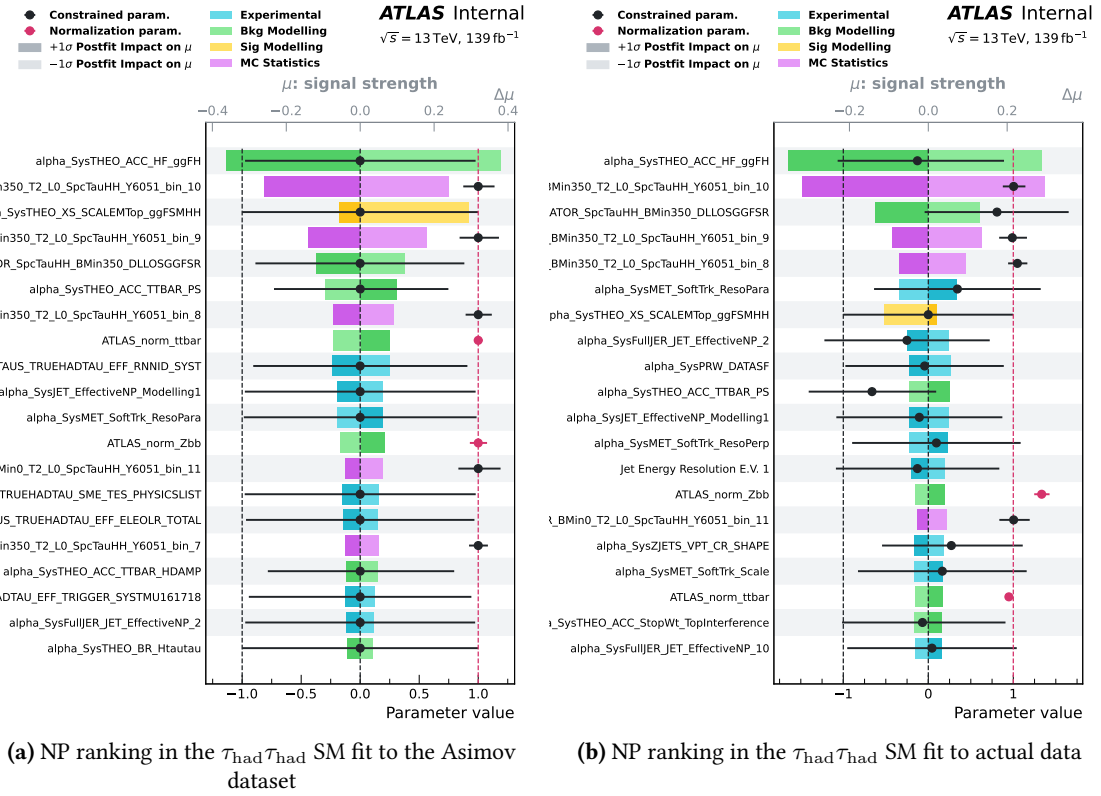 Constrained param.
Normalization param.
+1σ Postfit Impact on μ
−1σ Postfit Impact on μ
Experimental
Bkg Modelling
Sig Modelling
MC Statistics
ATLAS Internal
√s = 13 TeV, 139 fb⁻¹
μ: signal strength
Δμ
−0.4 −0.2 0.0 0.2 0.4
alpha_SysTHEO_ACC_HF_ggFH
in350_T2_L0_SpcTauHH_Y6051_bin_10
_SysTHEO_XS_SCALEMTop_ggFSMHH
in350_T2_L0_SpcTauHH_Y6051_bin_9
OR_SpcTauHH_BMin350_DLLOSGGFSR
alpha_SysTHEO_ACC_TTBAR_PS
in350_T2_L0_SpcTauHH_Y6051_bin_8
ATLAS_norm_ttbar
TAUS_TRUEHADTAU_EFF_RNNID_SYST
alpha_SysJET_EffectiveNP_Modelling1
alpha_SysMET_SoftTrk_ResoPara
ATLAS_norm_Zbb
Min0_T2_L0_SpcTauHH_Y6051_bin_11
TRUEHADTAU_SME_TES_PHYSICSLIST
US_TRUEHADTAU_EFF_ELEOLR_TOTAL
in350_T2_L0_SpcTauHH_Y6051_bin_7
alpha_SysTHEO_ACC_TTBAR_HDAMP
ADTAU_EFF_TRIGGER_SYSTMU161718
alpha_SysFullJER_JET_EffectiveNP_2
alpha_SysTHEO_BR_Htautau
−1.0 −0.5 0.0 0.5 1.0
Parameter value
(a) NP ranking in the τhadτhad SM fit to the Asimov
dataset
Constrained param.
Normalization param.
+1σ Postfit Impact on μ
−1σ Postfit Impact on μ
Experimental
Bkg Modelling
Sig Modelling
MC Statistics
ATLAS Internal
√s = 13 TeV, 139 fb⁻¹
μ: signal strength
Δμ
−0.2 0.0 0.2
alpha_SysTHEO_ACC_HF_ggFH
BMin350_T2_L0_SpcTauHH_Y6051_bin_10
ATOR_SpcTauHH_BMin350_DLLOSGGFSR
_BMin350_T2_L0_SpcTauHH_Y6051_bin_9
_BMin350_T2_L0_SpcTauHH_Y6051_bin_8
alpha_SysMET_SoftTrk_ResoPara
pha_SysTHEO_XS_SCALEMTop_ggFSMHH
alpha_SysFullJER_JET_EffectiveNP_2
alpha_SysPRW_DATASF
alpha_SysTHEO_ACC_TTBAR_PS
alpha_SysJET_EffectiveNP_Modelling1
alpha_SysMET_SoftTrk_ResoPerp
Jet Energy Resolution E.V. 1
ATLAS_norm_Zbb
R_BMin0_T2_L0_SpcTauHH_Y6051_bin_11
alpha_SysZJETS_VPT_CR_SHAPE
alpha_SysMET_SoftTrk_Scale
ATLAS_norm_ttbar
a_SysTHEO_ACC_StopWt_TopInterference
alpha_SysFullJER_JET_EffectiveNP_10
−1 0 1
Parameter value
(b) NP ranking in the τhadτhad SM fit to actual data